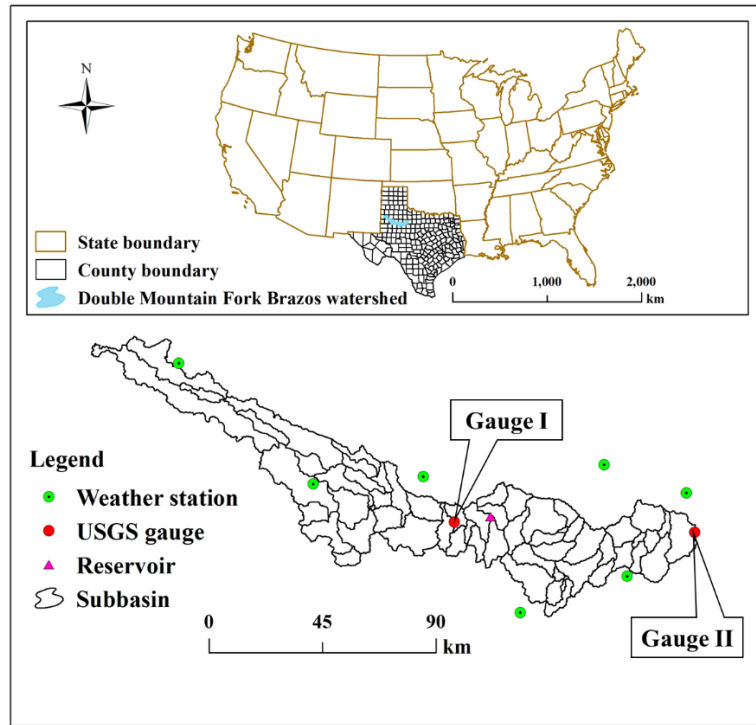 N
State boundary
County boundary
Double Mountain Fork Brazos watershed
0 1,000 2,000
km
Gauge I
Legend
Weather station
USGS gauge
Reservoir
Subbasin
0 45 90
km
Gauge II